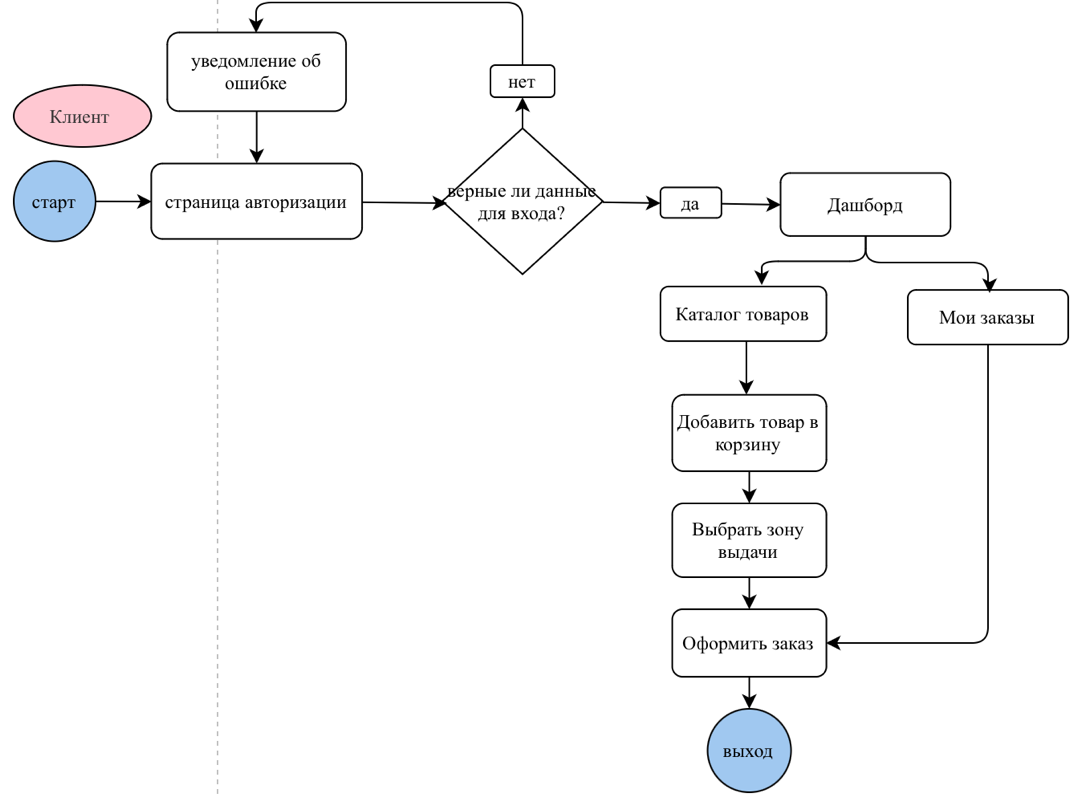 уведомление об
ошибке
нет
Клиент
старт
страница авторизации
верные ли данные
для входа?
да
Дашборд
Каталог товаров
Мои заказы
Добавить товар в
корзину
Выбрать зону
выдачи
Оформить заказ
выход